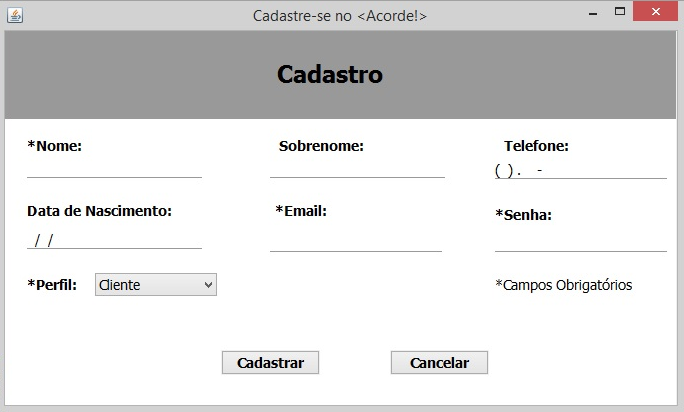 Cadastre-se no <Acorde!>
Cadastro
*Nome: Sobrenome: Telefone:
( ) . -
Data de Nascimento: *Email: *Senha:
/ /
*Perfil: Cliente *Campos Obrigatórios
Cadastrar Cancelar